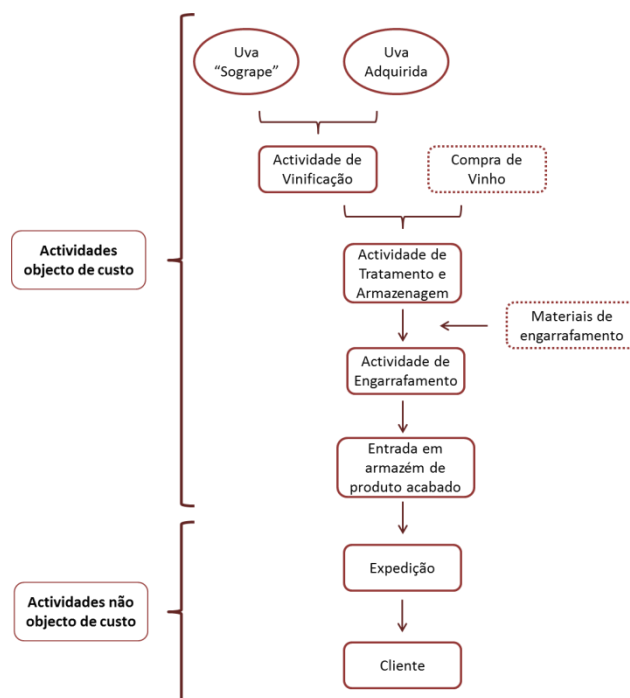 Uva
“Sogrape”
Uva
Adquirida
Actividade de
Vinificação
Compra de
Vinho
Actividades
objecto de custo
Actividade de
Tratamento e
Armazenagem
Materiais de
engarrafamento
Actividade de
Engarrafamento
Entrada em
armazém de
produto acabado
Expedição
Actividades não
objecto de custo
Cliente